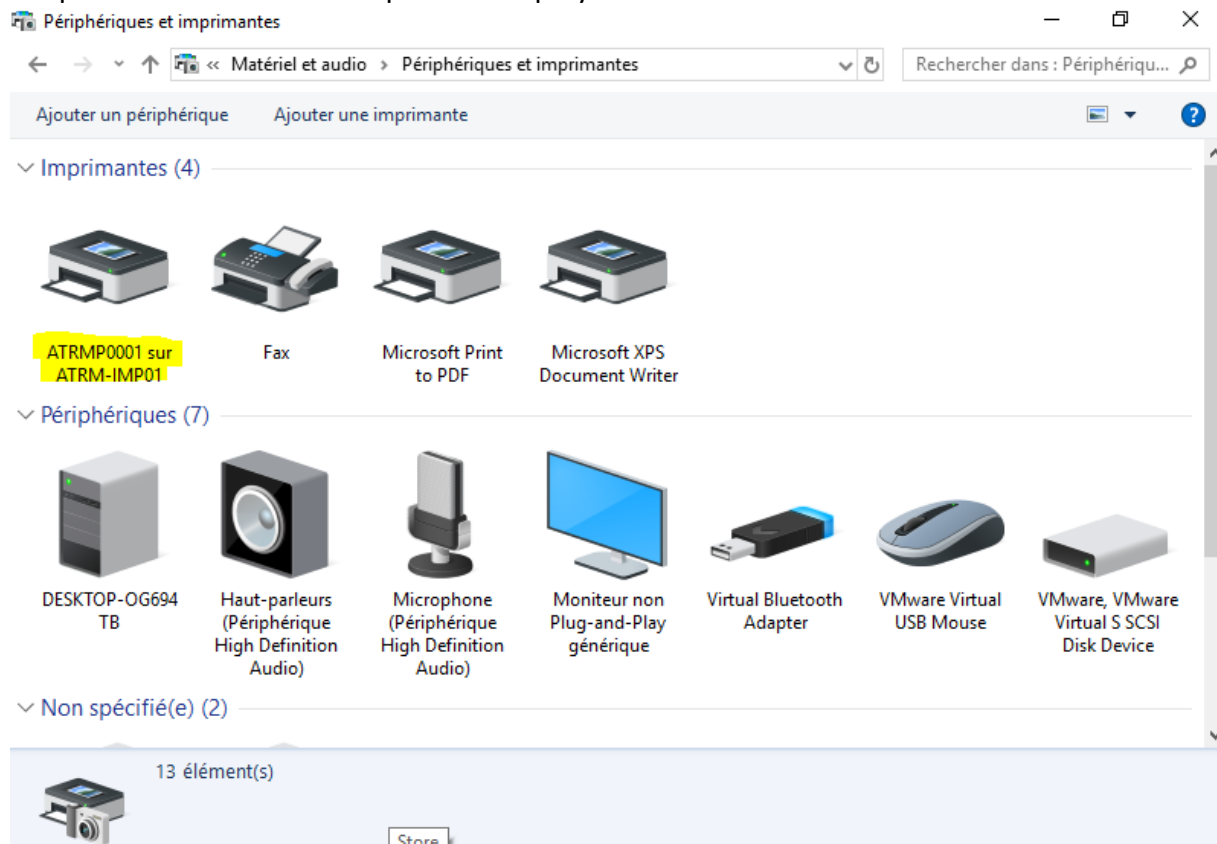 Périphériques et imprimantes
« Matériel et audio › Périphériques et imprimantes
Rechercher dans : Périphériqu...
Ajouter un périphérique
Ajouter une imprimante
?
Imprimantes (4)
ATRMP0001 sur
ATRM-IMP01
Fax
Microsoft Print
to PDF
Microsoft XPS
Document Writer
Périphériques (7)
DESKTOP-OG694
TB
Haut-parleurs
(Périphérique
High Definition
Audio)
Microphone
(Périphérique
High Definition
Audio)
Moniteur non
Plug-and-Play
générique
Virtual Bluetooth
Adapter
VMware Virtual
USB Mouse
VMware, VMware
Virtual S SCSI
Disk Device
Non spécifié(e) (2)
13 élément(s)
Store